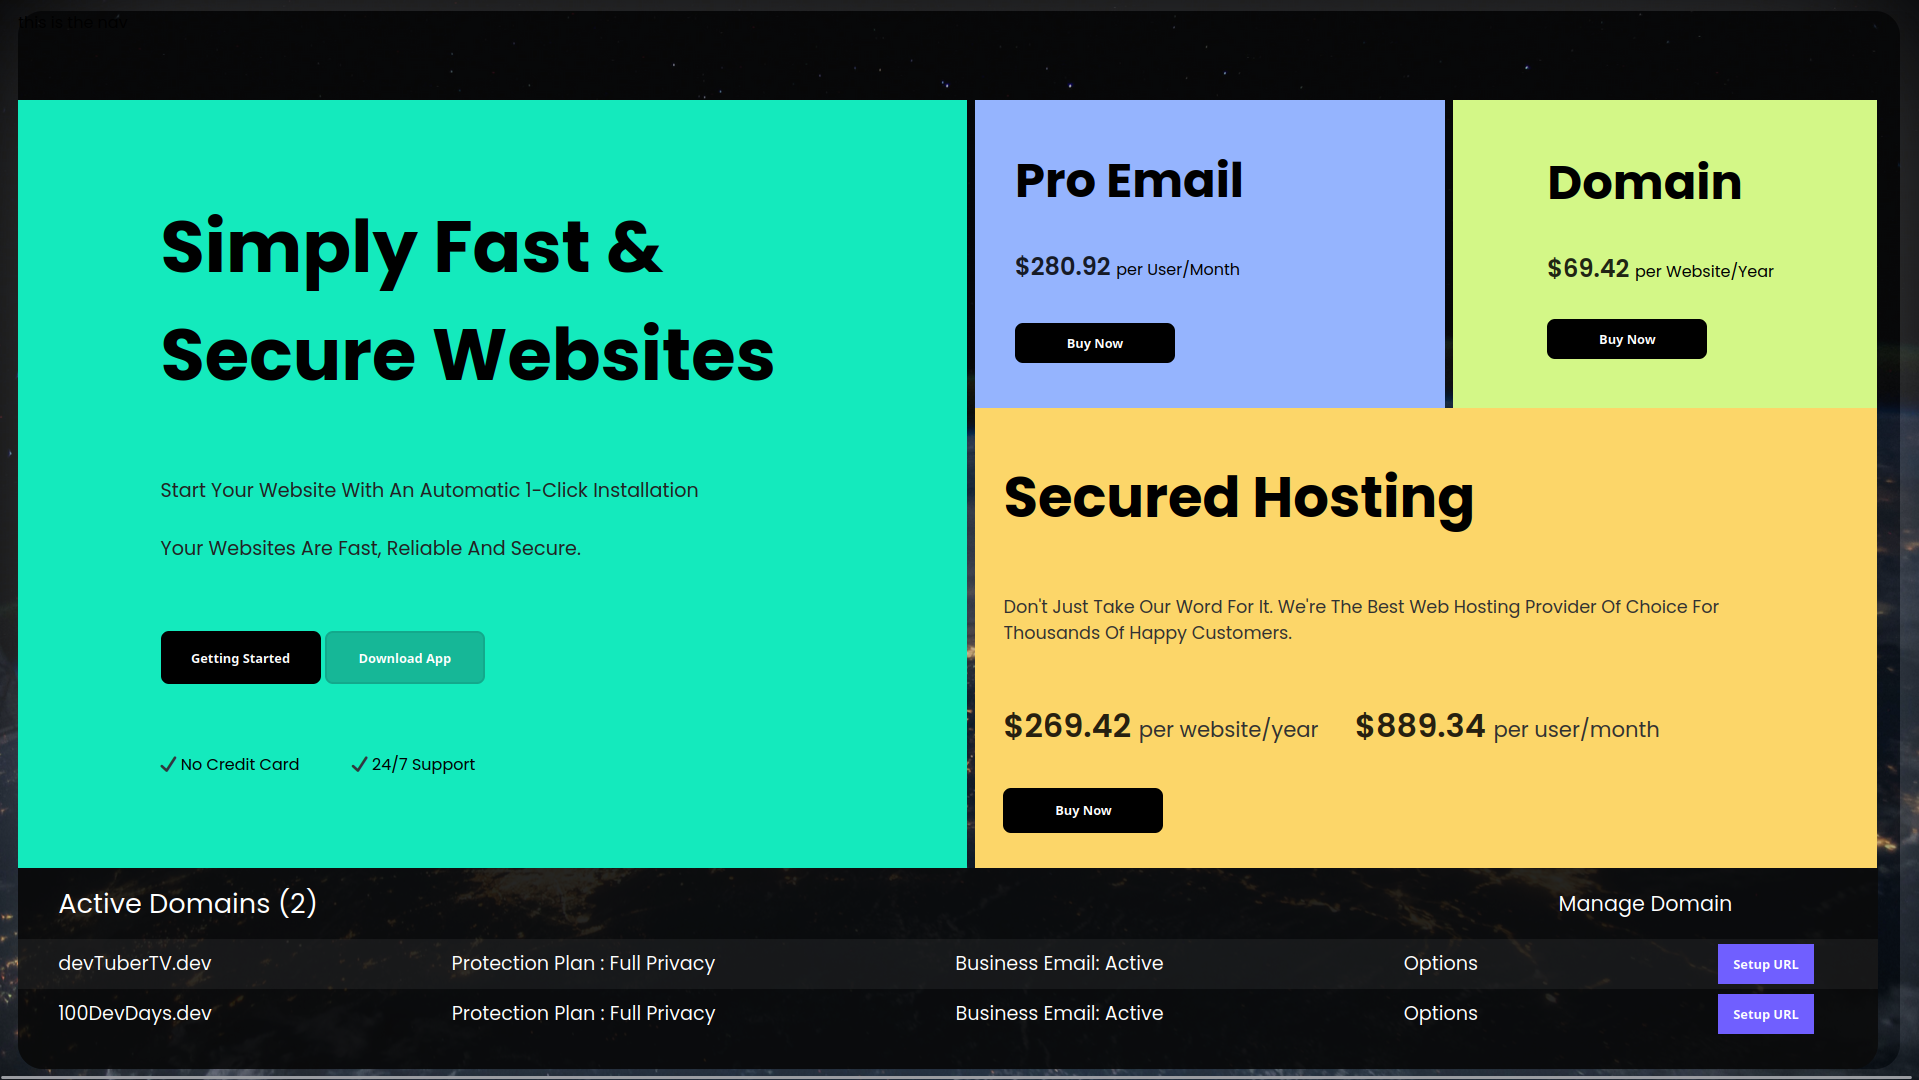 this is the nav
Simply Fast &
Secure Websites
Start Your Website With An Automatic 1-Click Installation
Your Websites Are Fast, Reliable And Secure.
Getting Started
Download App
No Credit Card
24/7 Support
Pro Email
$280.92 per User/Month
Buy Now
Domain
$69.42 per Website/Year
Buy Now
Secured Hosting
Don't Just Take Our Word For It. We're The Best Web Hosting Provider Of Choice For
Thousands Of Happy Customers.
$269.42 per website/year $889.34 per user/month
Buy Now
Active Domains (2) Manage Domain
devTuberTV.dev Protection Plan : Full Privacy Business Email: Active Options Setup URL
100DevDays.dev Protection Plan : Full Privacy Business Email: Active Options Setup URL